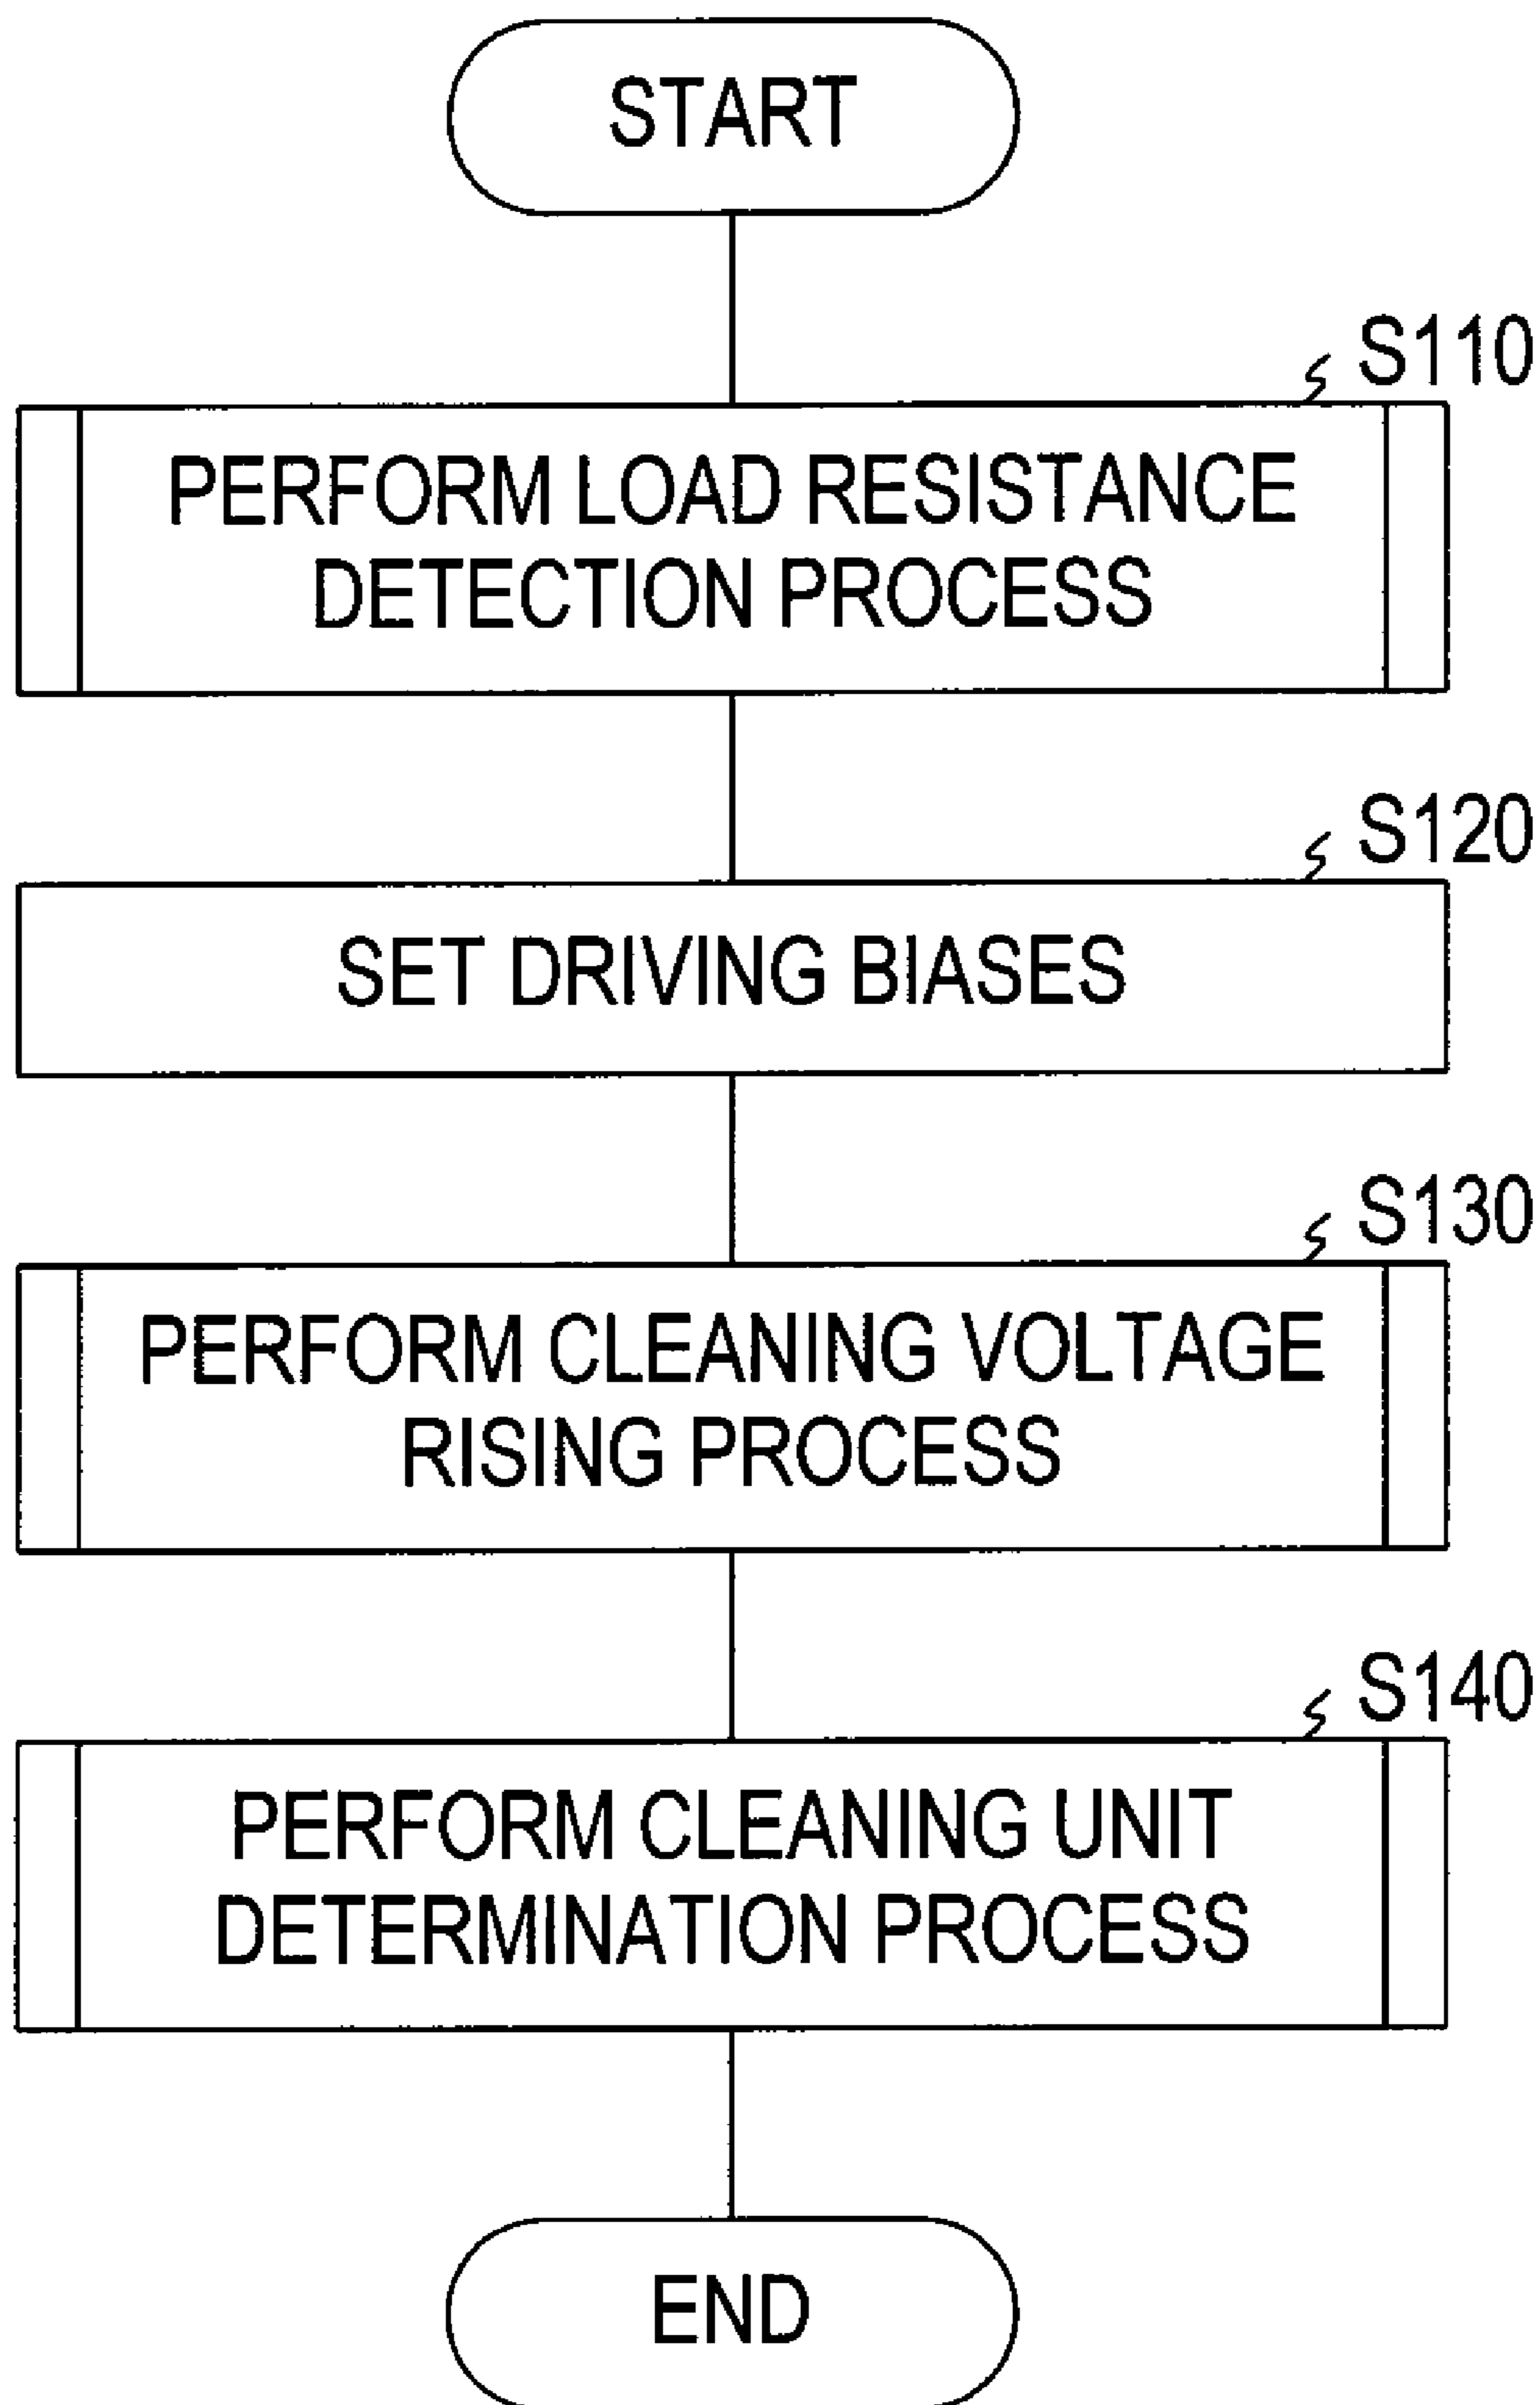 START
S110
PERFORM LOAD RESISTANCE
DETECTION PROCESS
S120
SET DRIVING BIASES
S130
PERFORM CLEANING VOLTAGE
RISING PROCESS
S140
PERFORM CLEANING UNIT
DETERMINATION PROCESS
END